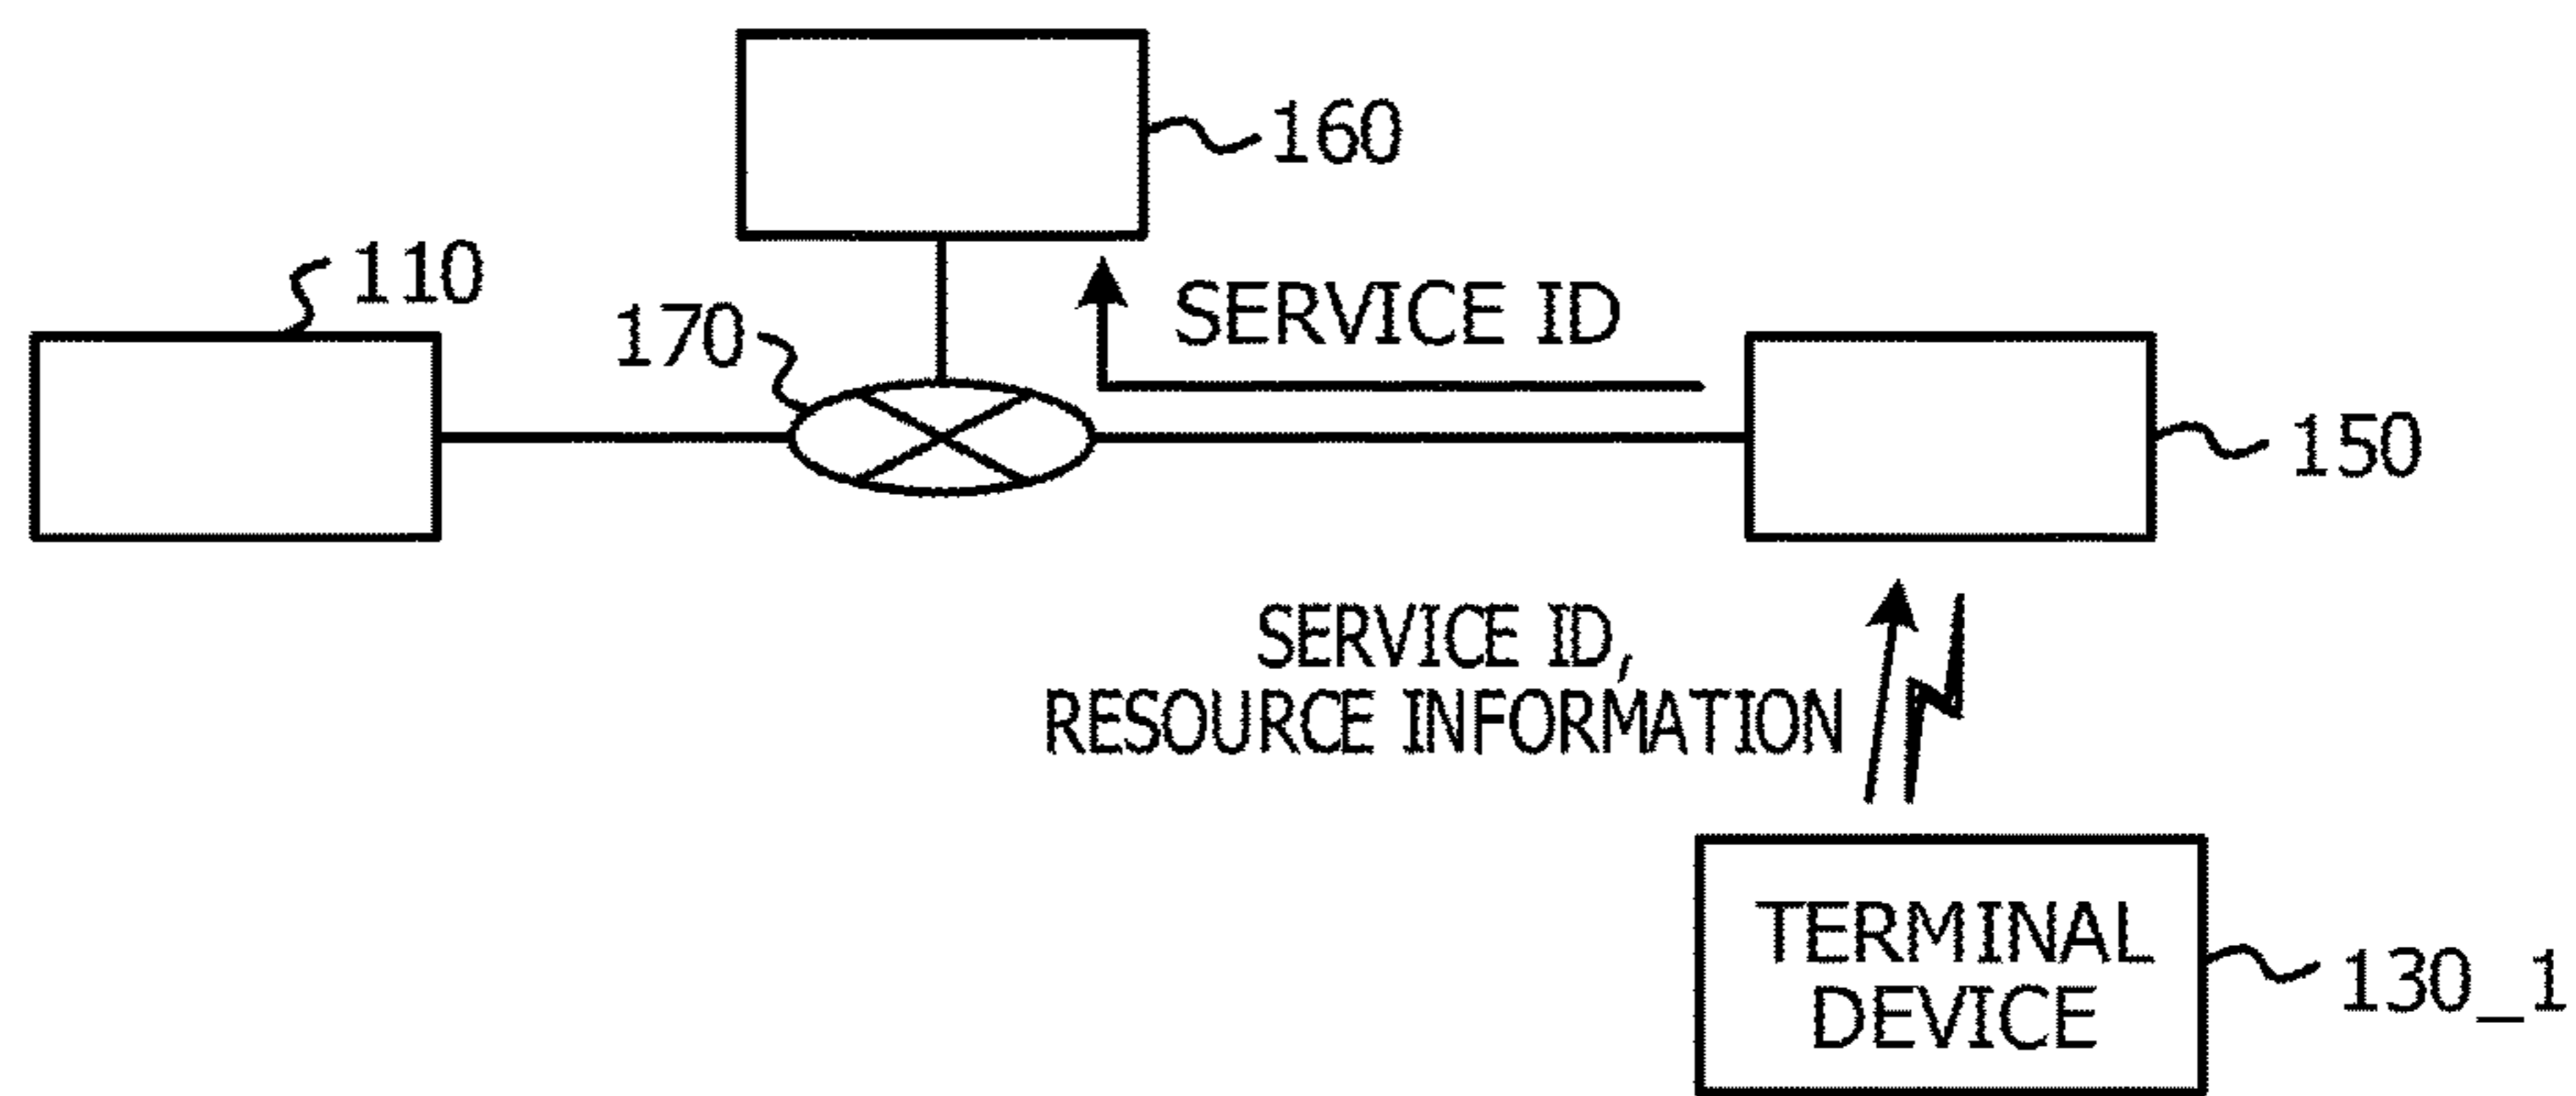 160
110
SERVICE ID
170
150
SERVICE ID,
RESOURCE INFORMATION
TERMINAL
DEVICE
130_1